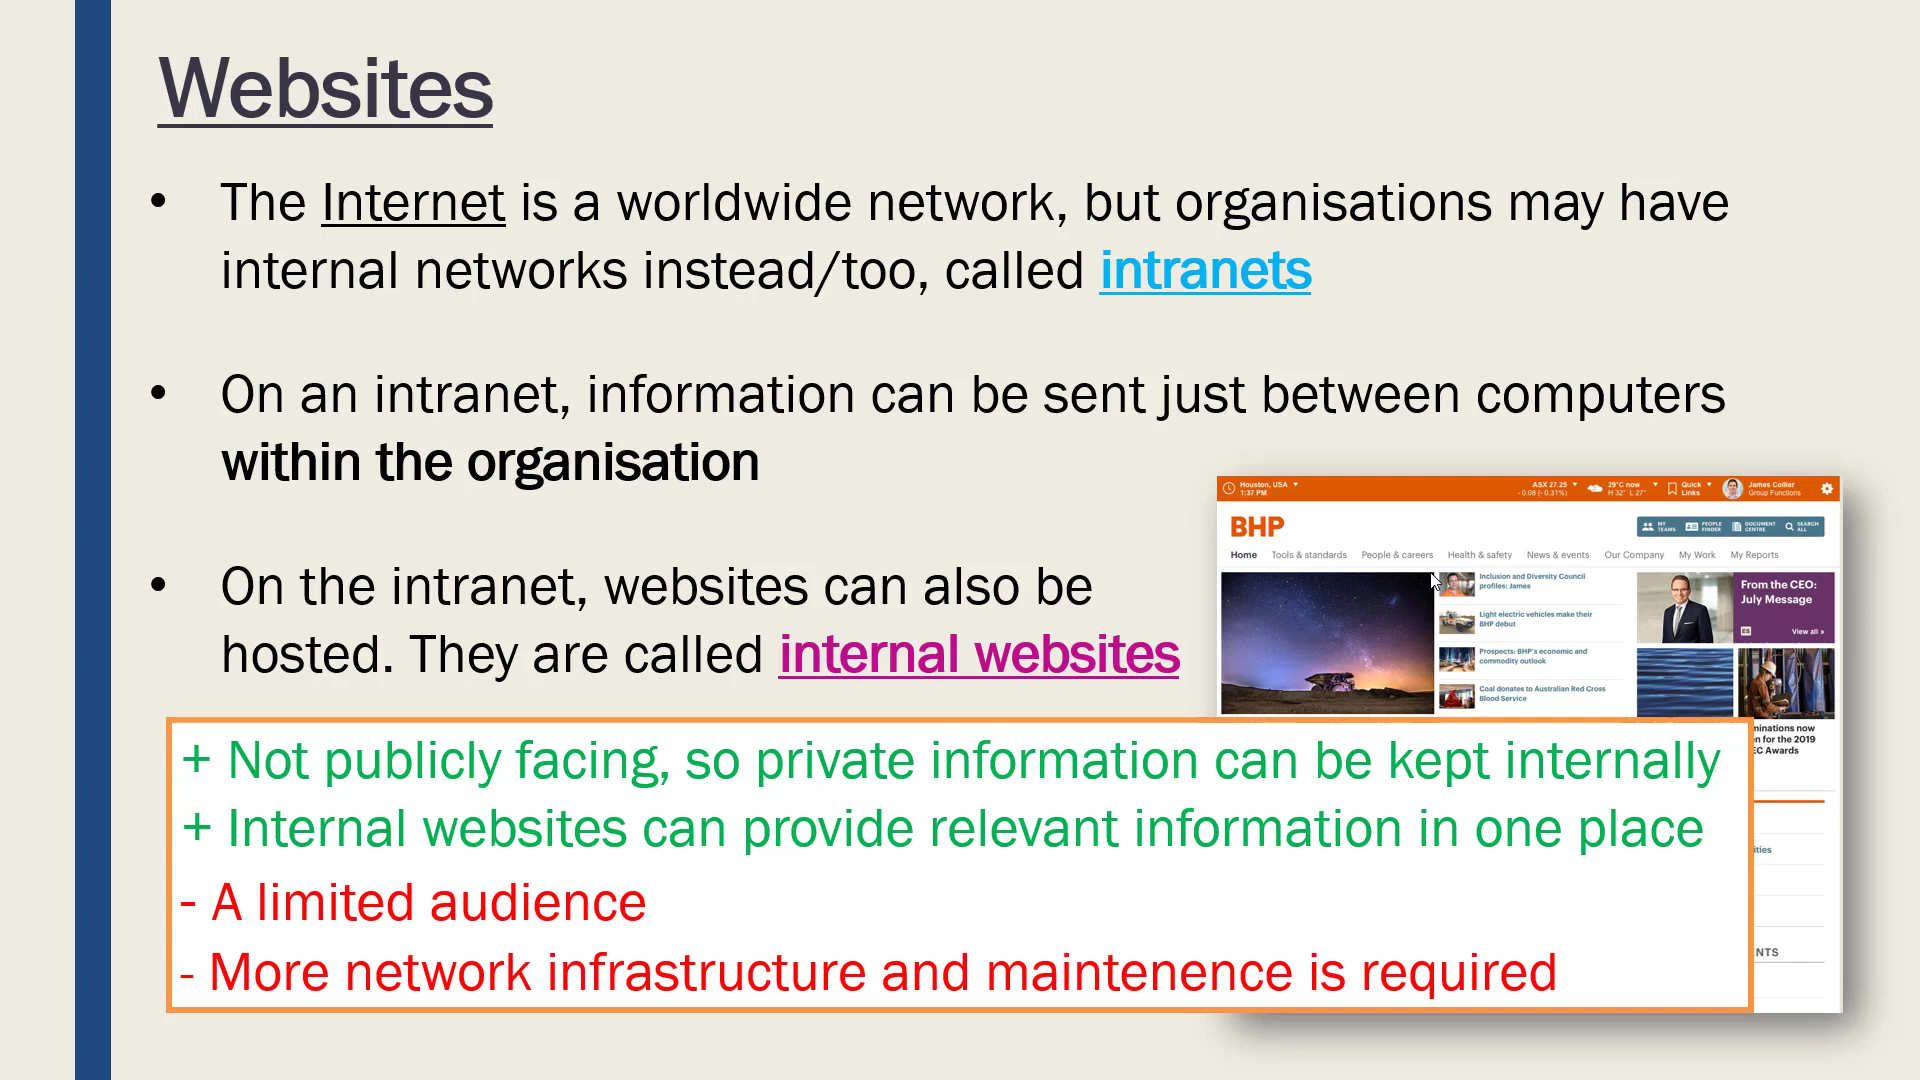 Websites
• The Internet is a worldwide network, but organisations may have
internal networks instead/too, called intranets
• On an intranet, information can be sent just between computers
within the organisation
• On the intranet, websites can also be
hosted. They are called internal websites
Houston, USA
1:37 PM
ASX 27.25
- 0.08 (- 0.31%)
29°C now
H 32° L 27°
Quick
Links
James Collier
Group Functions
BHP
MY
TEAMS
PEOPLE
FINDER
DOCUMENT
CENTRE
SEARCH
ALL
Home Tools & standards People & careers Health & safety News & events Our Company My Work My Reports
Inclusion and Diversity Council
profiles: James
Light electric vehicles make their
BHP debut
Prospects: BHP's economic and
commodity outlook
Coal donates to Australian Red Cross
Blood Service
From the CEO:
July Message
ES
View all »
minations now
n for the 2019
EC Awards
ities
ENTS
+ Not publicly facing, so private information can be kept internally
+ Internal websites can provide relevant information in one place
- A limited audience
- More network infrastructure and maintenence is required